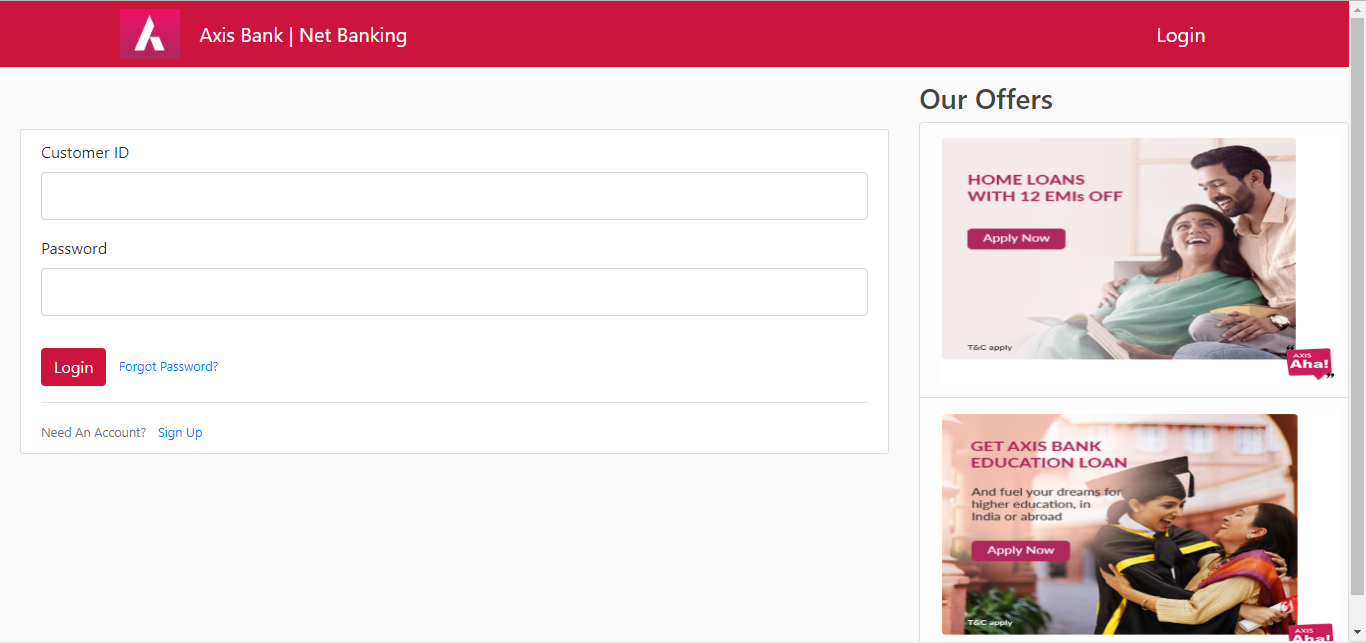 Axis Bank | Net Banking
Login
Customer ID
Password
Login
Forgot Password?
Need An Account?
Sign Up
Our Offers
HOME LOANS
WITH 12 EMIs OFF
Apply Now
T&C apply
AXIS
Aha!
GET AXIS BANK
EDUCATION LOAN
And fuel your dreams for
higher education, in
India or abroad
Apply Now
T&C apply
AXIS
Aha!